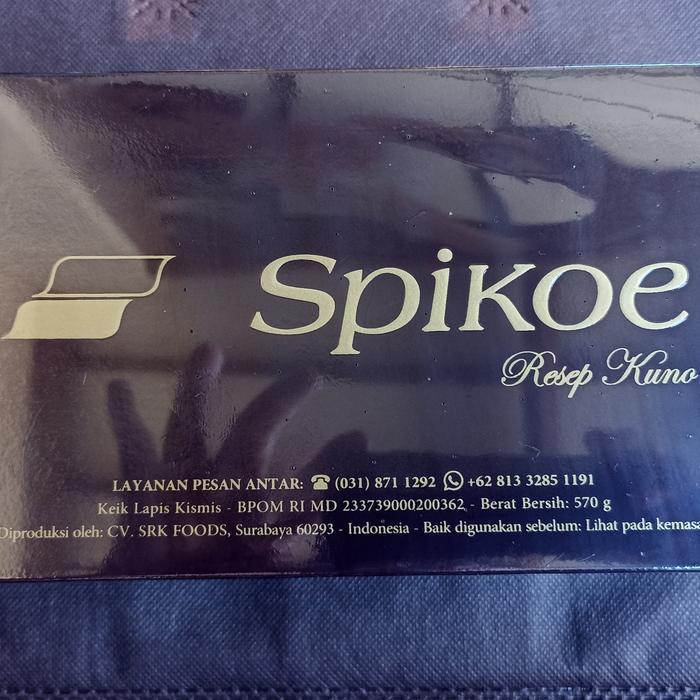 Spikoe
Resep Kuno
LAYANAN PESAN ANTAR: (031) 871 1292 +62 813 3285 1191
Keik Lapis Kismis - BPOM RI MD 233739000200362 - Berat Bersih: 570 g
Diproduksi oleh: CV. SRK FOODS, Surabaya 60293 - Indonesia - Baik digunakan sebelum: Lihat pada kemasa